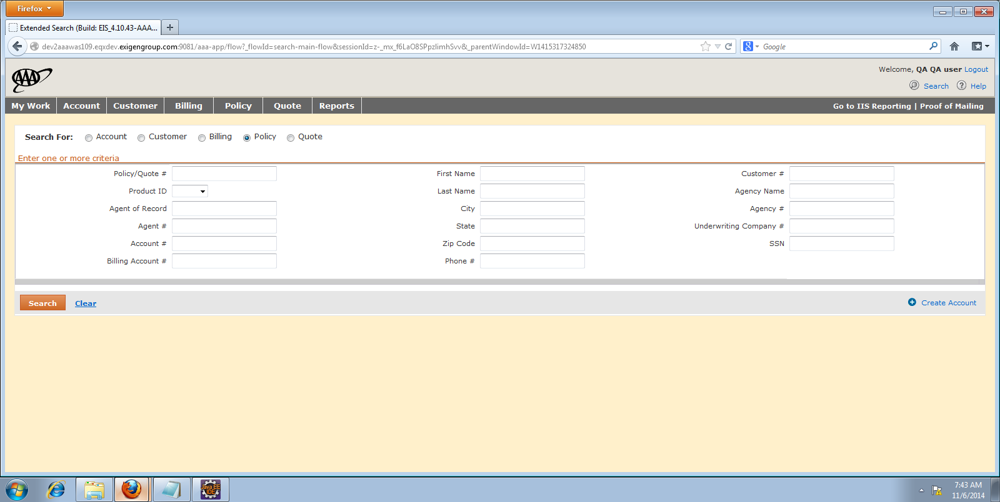 Firefox
Extended Search (Build: EIS_4.10.43-AAA...
dev2aaawas109.eqxdev.exigengroup.com:9081/aaa-app/flow?_flowId=search-main-flow&sessionId=z-_mx_f6LaO8SPpzlimhSvv&_parentWindowId=W1415317324850
Google
AAA
Welcome, QA QA user Logout
Search Help
My Work Account Customer Billing Policy Quote Reports
Go to IIS Reporting | Proof of Mailing
Search For: Account Customer Billing Policy Quote
Enter one or more criteria
Policy/Quote # First Name Customer #
Product ID Last Name Agency Name
Agent of Record City Agency #
Agent # State Underwriting Company #
Account # Zip Code SSN
Billing Account # Phone #
Search Clear Create Account
Java EE
IDE
7:43 AM
11/6/2014